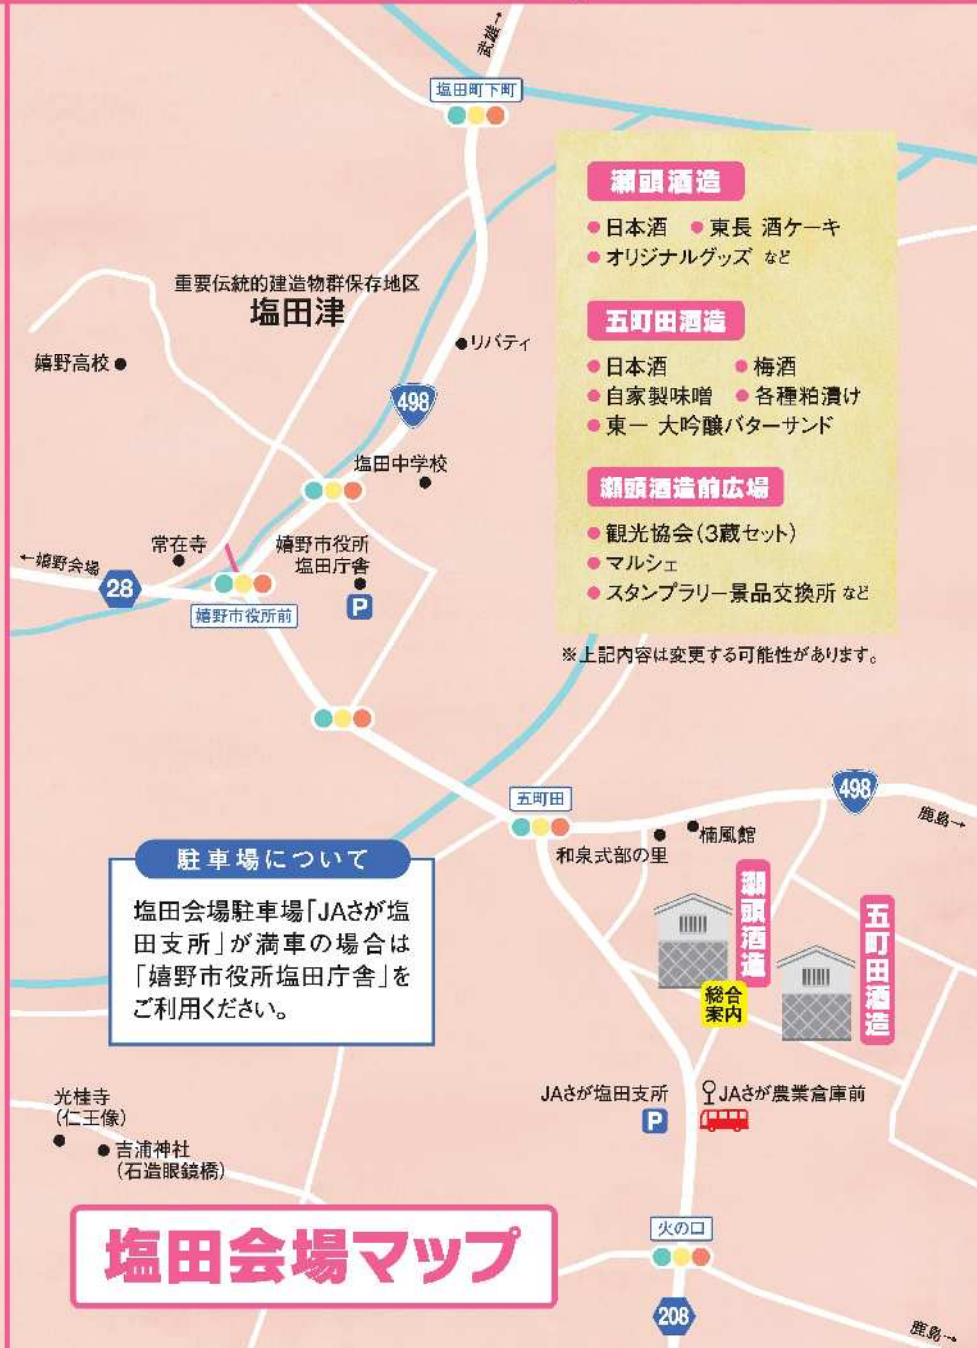 武雄→
塩田町下町
瀬頭酒造
●日本酒 ●東長 酒ケーキ
●オリジナルグッズ など
重要伝統的建造物群保存地区
塩田津
五町田酒造
●日本酒 ●梅酒
●自家製味噌 ●各種粕漬け
●東一 大吟醸バターサンド
●リバティ
嬉野高校●
498
塩田中学校
瀬頭酒造前広場
●観光協会(3蔵セット)
●マルシェ
●スタンプラリー景品交換所 など
※上記内容は変更する可能性があります。
常在寺
嬉野市役所
塩田庁舎
P
←嬉野会場
28
嬉野市役所前
五町田
498
鹿島→
楠風館
和泉式部の里
駐車場について
塩田会場駐車場「JAさが塩
田支所」が満車の場合は
「嬉野市役所塩田庁舎」を
ご利用ください。
瀬頭酒造
総合
案内
五町田酒造
JAさが塩田支所
P
JAさが農業倉庫前
光桂寺
(仁王像)
吉浦神社
(石造眼鏡橋)
塩田会場マップ
火の口
208
鹿島→